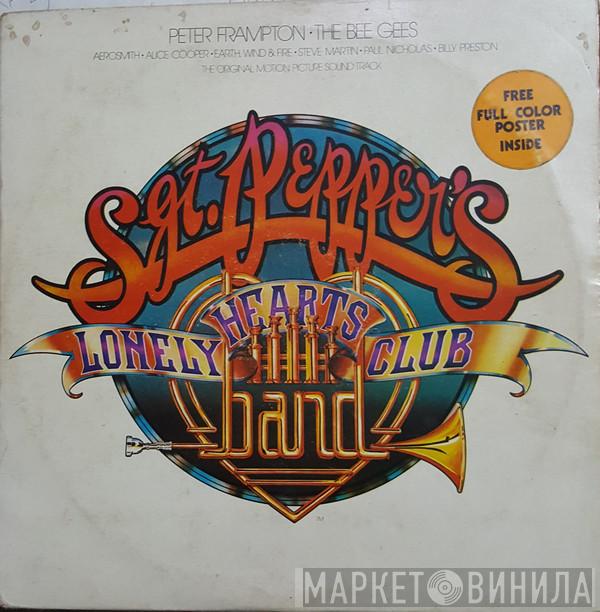 PETER FRAMPTON · THE BEE GEES
AEROSMITH · ALICE COOPER · EARTH, WIND & FIRE · STEVE MARTIN · PAUL NICHOLAS · BILLY PRESTON
THE ORIGINAL MOTION PICTURE SOUND TRACK
FREE
FULL COLOR
POSTER
INSIDE
Sgt. PEPPER'S
LONELY HEARTS CLUB
band
TM
МАРКЕТ ВИНИЛА